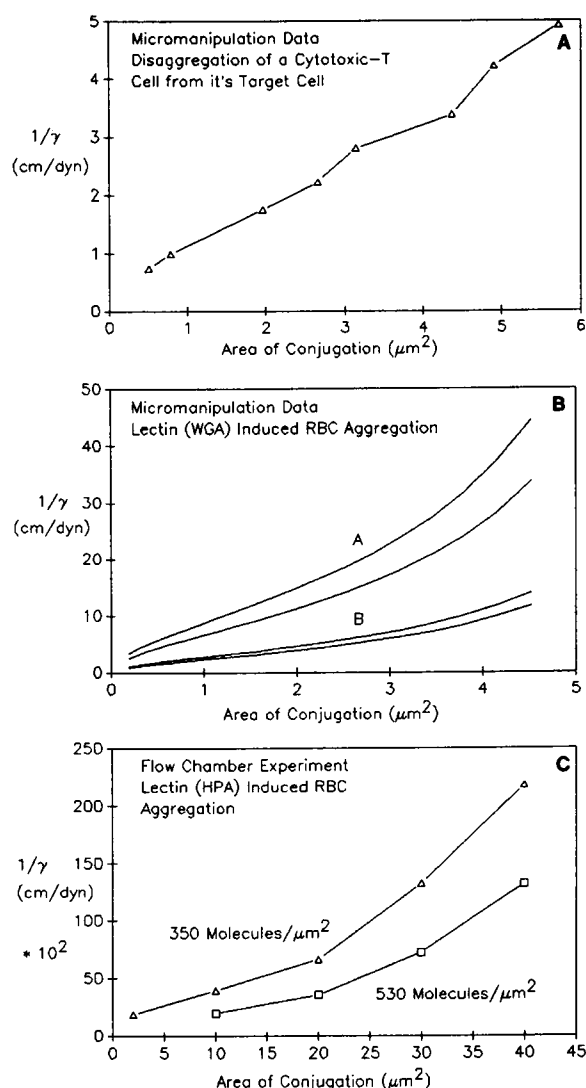 5
Micromanipulation Data
A
Disaggregation of a Cytotoxic-T
Cell from it's Target Cell
4
3
1/γ
(cm/dyn)
2
1
0
0 1 2 3 4 5 6
Area of Conjugation (μm²)
50
Micromanipulation Data
B
Lectin (WGA) Induced RBC Aggregation
40
30
1/γ
(cm/dyn)
A
20
10
B
0
0 1 2 3 4 5
Area of Conjugation (μm²)
250
Flow Chamber Experiment
C
Lectin (HPA) Induced RBC
Aggregation
200
150
1/γ
(cm/dyn)
100
350 Molecules/μm²
* 10²
50
530 Molecules/μm²
0
0 5 10 15 20 25 30 35 40 45
Area of Conjugation (μm²)